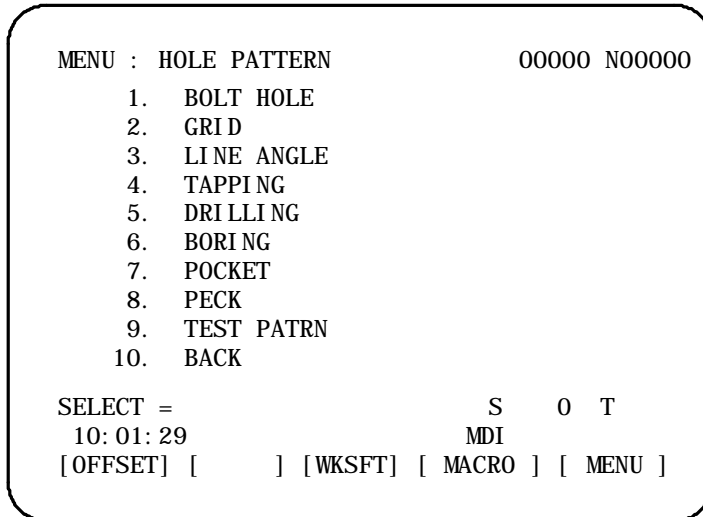 MENU : HOLE PATTERN O0000 N00000
1. BOLT HOLE
2. GRID
3. LINE ANGLE
4. TAPPING
5. DRILLING
6. BORING
7. POCKET
8. PECK
9. TEST PATRN
10. BACK
SELECT = S 0 T
10:01:29 MDI
[OFFSET] [ ] [WKSFT] [ MACRO ] [ MENU ]